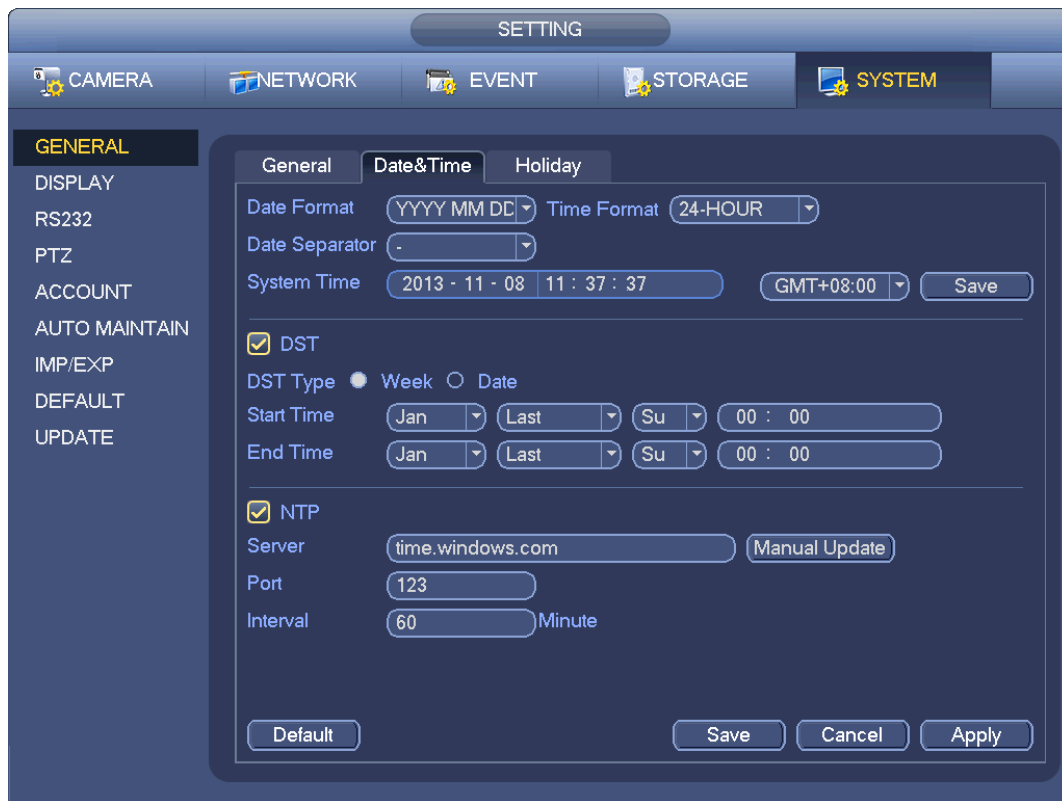 SETTING
CAMERA NETWORK EVENT STORAGE SYSTEM
GENERAL
DISPLAY
RS232
PTZ
ACCOUNT
AUTO MAINTAIN
IMP/EXP
DEFAULT
UPDATE
General Date&Time Holiday
Date Format YYYY MM DD Time Format 24-HOUR
Date Separator -
System Time 2013 - 11 - 08 11 : 37 : 37 GMT+08:00 Save
DST
DST Type Week Date
Start Time Jan Last Su 00 : 00
End Time Jan Last Su 00 : 00
NTP
Server time.windows.com Manual Update
Port 123
Interval 60 Minute
Default Save Cancel Apply